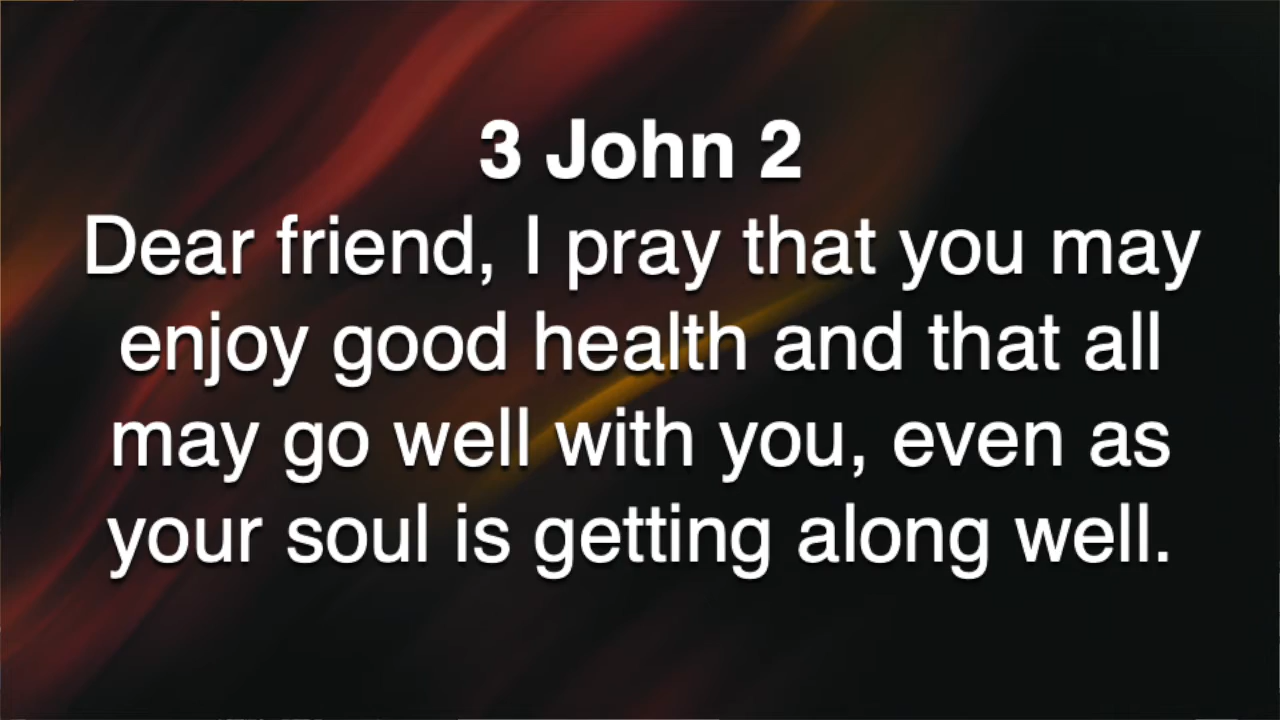 3 John 2
Dear friend, I pray that you may
enjoy good health and that all
may go well with you, even as
your soul is getting along well.